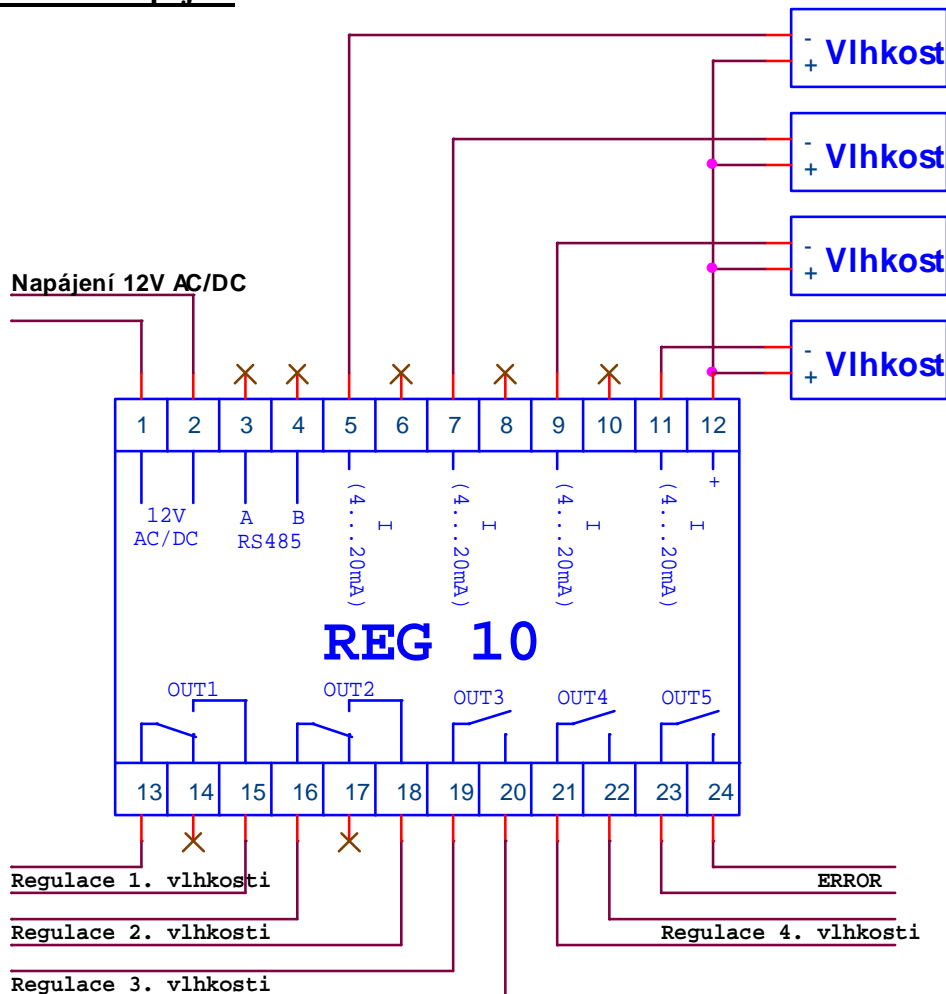 - Vlhkost
+
- Vlhkost
+
- Vlhkost
+
Napájení 12V AC/DC
- Vlhkost
+
1 2 3 4 5 6 7 8 9 10 11 12
12V
AC/DC
A B
RS485
I
(4...20mA)
I
(4...20mA)
I
(4...20mA)
I
(4...20mA)
+
REG 10
OUT1 OUT2 OUT3 OUT4 OUT5
13 14 15 16 17 18 19 20 21 22 23 24
Regulace 1. vlhkosti
ERROR
Regulace 2. vlhkosti
Regulace 4. vlhkosti
Regulace 3. vlhkosti